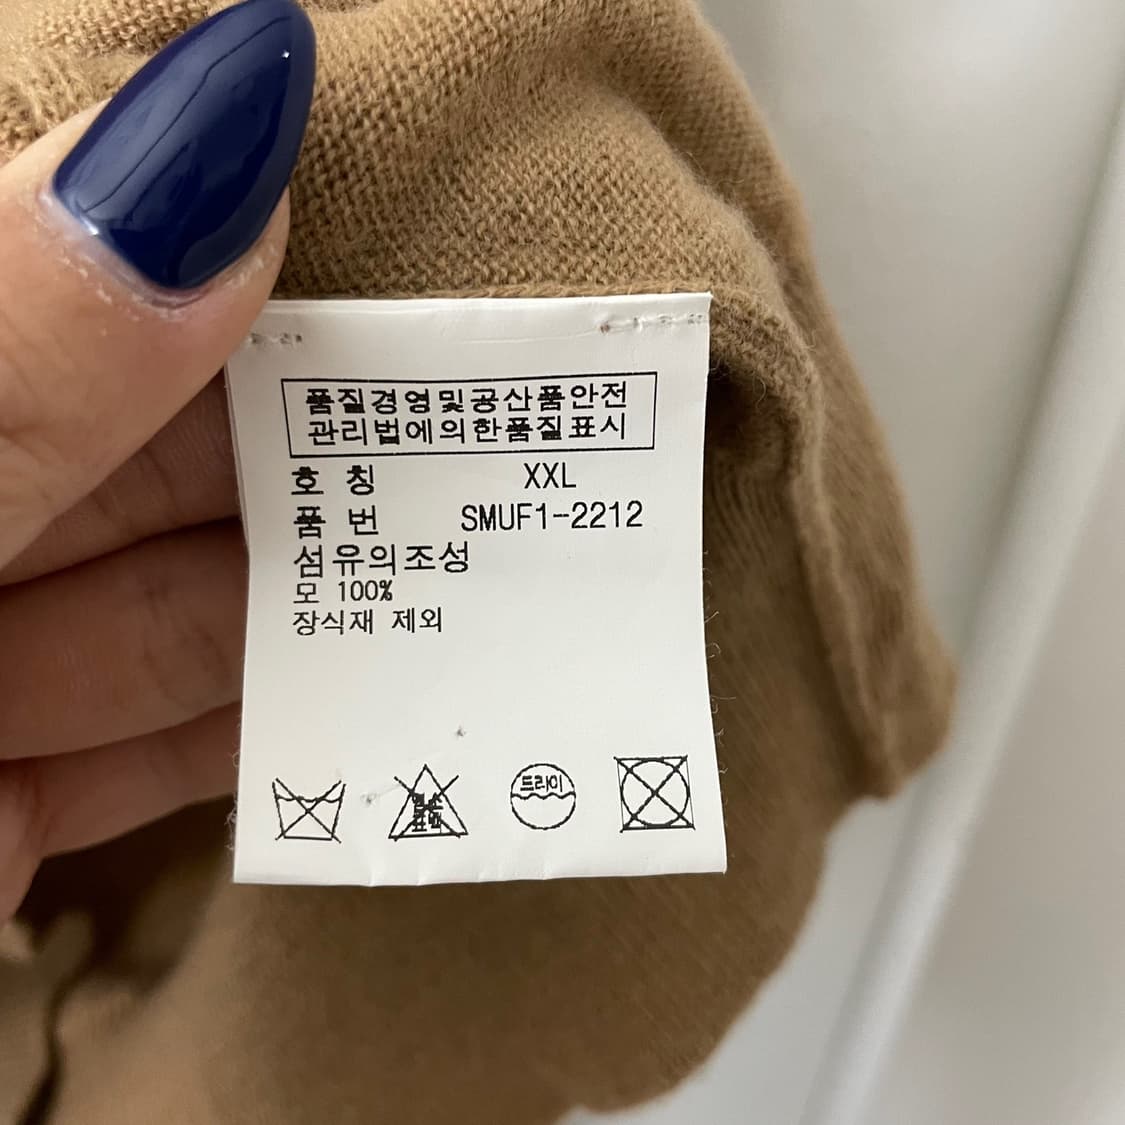 품질경영및공산품안전
관리법에의한품질표시
호 칭 XXL
품 번 SMUF1-2212
섬유의조성
모 100%
장식재 제외
드라이